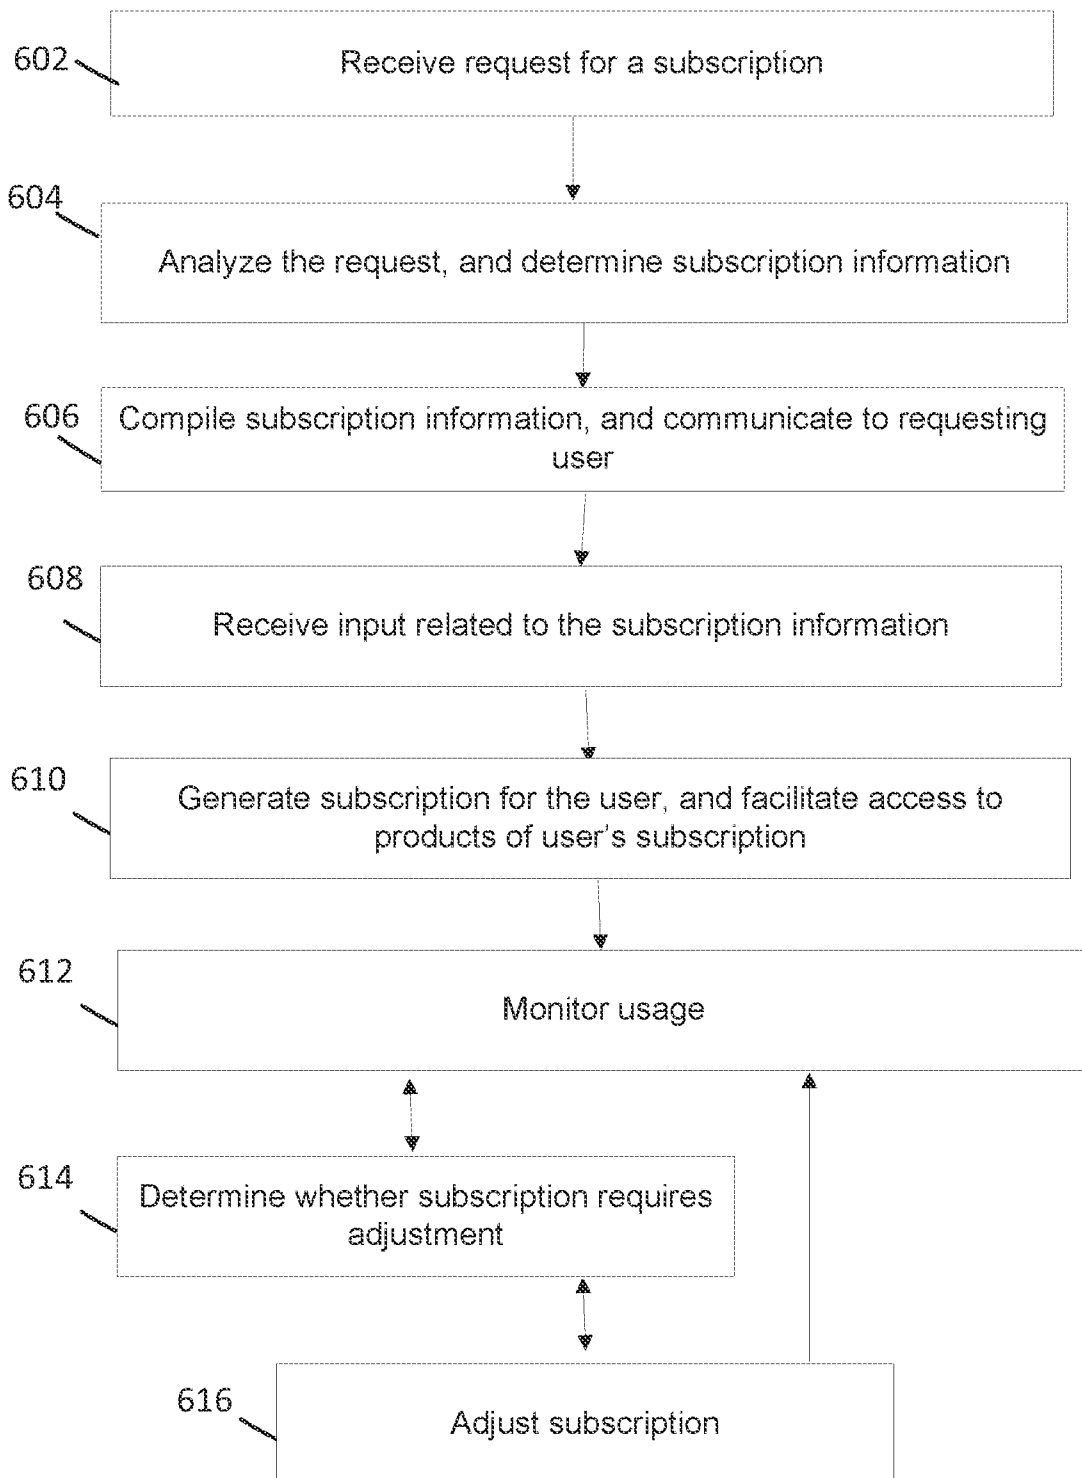 602
Receive request for a subscription
604
Analyze the request, and determine subscription information
606
Compile subscription information, and communicate to requesting
user
608
Receive input related to the subscription information
610
Generate subscription for the user, and facilitate access to
products of user's subscription
612
Monitor usage
614
Determine whether subscription requires
adjustment
616
Adjust subscription